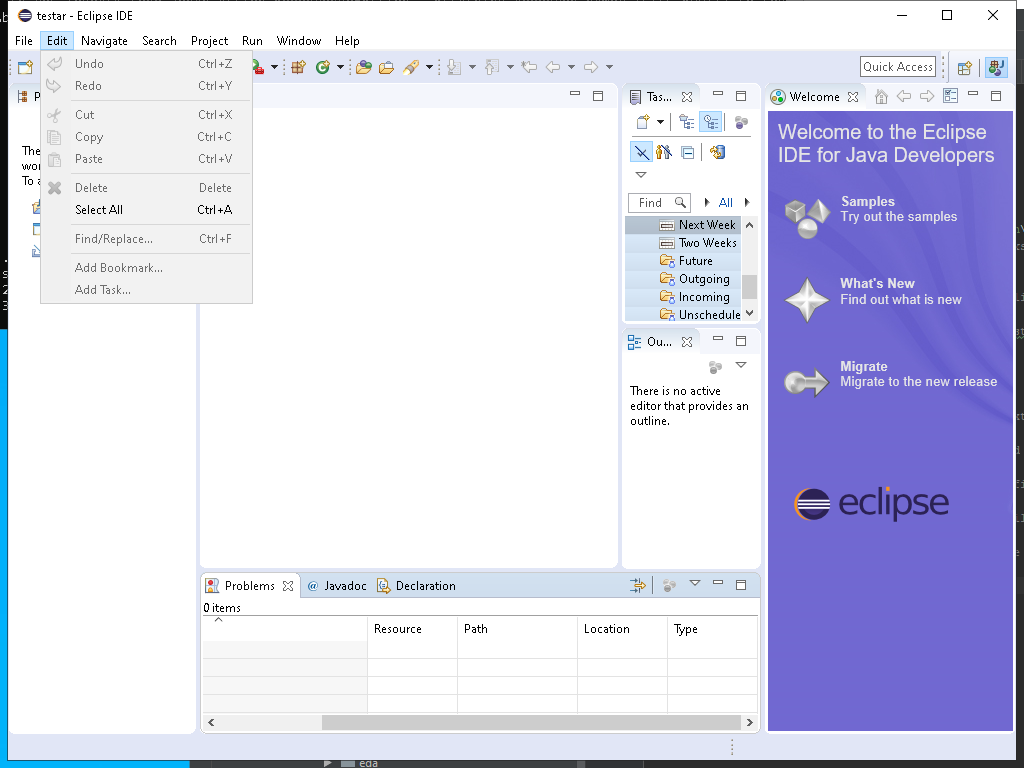 testar - Eclipse IDE
File Edit Navigate Search Project Run Window Help
Quick Access
Undo Ctrl+Z
Redo Ctrl+Y
Cut Ctrl+X
Copy Ctrl+C
Paste Ctrl+V
Delete Delete
Select All Ctrl+A
Find/Replace... Ctrl+F
Add Bookmark...
Add Task...
To
Tas...
Find
All
Next Week
Two Weeks
Future
Outgoing
Incoming
Unschedule
Ou...
There is no active
editor that provides an
outline.
Welcome
Welcome to the Eclipse
IDE for Java Developers
Samples
Try out the samples
What's New
Find out what is new
Migrate
Migrate to the new release
eclipse
Problems @ Javadoc Declaration
0 items
Resource Path Location Type
eda